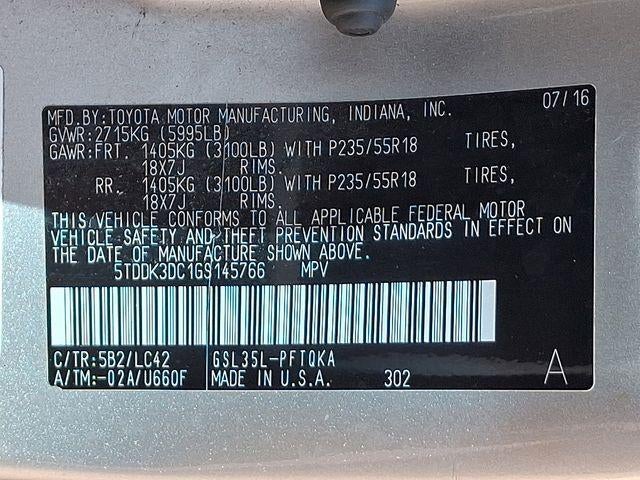 MFD.BY:TOYOTA MOTOR MANUFACTURING, INDIANA, INC. 07/16
GVWR:2715KG (5995LB)
GAWR:FRT. 1405KG (3100LB) WITH P235/55R18 TIRES,
18X7J RIMS.
RR. 1405KG (3100LB) WITH P235/55R18 TIRES,
18X7J RIMS.
THIS VEHICLE CONFORMS TO ALL APPLICABLE FEDERAL MOTOR
VEHICLE SAFETY AND THEFT PREVENTION STANDARDS IN EFFECT ON
THE DATE OF MANUFACTURE SHOWN ABOVE.
5TDDK3DC1GS145766 MPV
C/TR:5B2/LC42 GSL35L-PFTQKA
A/TM:-02A/U660F MADE IN U.S.A. 302 A